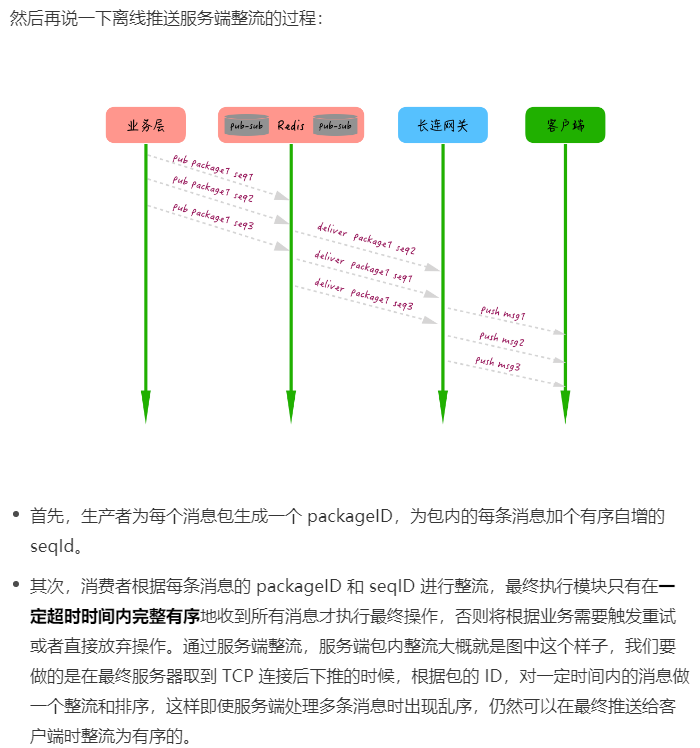 然后再说一下离线推送服务端整流的过程：
业务层
pub-sub Redis pub-sub
长连网关
客户端
pub package1 seq1
pub package1 seq2
pub package1 seq3
deliver package1 seq2
deliver package1 seq1
deliver package1 seq3
push msg1
push msg2
push msg3
首先，生产者为每个消息包生成一个 packageID，为包内的每条消息加个有序自增的
seqId。
其次，消费者根据每条消息的 packageID 和 seqID 进行整流，最终执行模块只有在一
定超时时间内完整有序地收到所有消息才执行最终操作，否则将根据业务需要触发重试
或者直接放弃操作。通过服务端整流，服务端包内整流大概就是图中这个样子，我们要
做的是在最终服务器取到 TCP 连接后下推的时候，根据包的 ID，对一定时间内的消息做
一个整流和排序，这样即使服务端处理多条消息时出现乱序，仍然可以在最终推送给客
户端时整流为有序的。